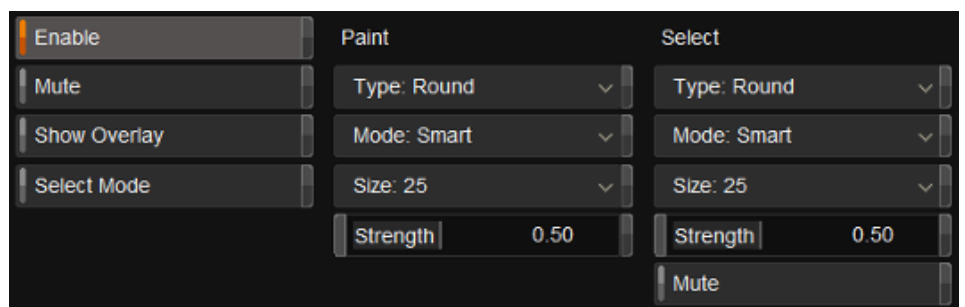 Enable
Mute
Show Overlay
Select Mode
Paint
Type: Round
Mode: Smart
Size: 25
Strength 0.50
Select
Type: Round
Mode: Smart
Size: 25
Strength 0.50
Mute